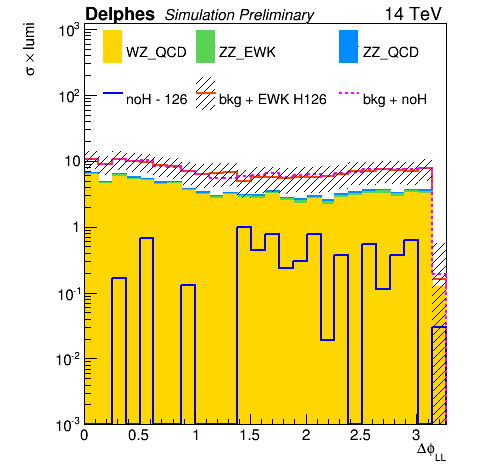 Delphes Simulation Preliminary 14 TeV
σ × lumi
10³
WZ_QCD ZZ_EWK ZZ_QCD
10²
noH - 126 bkg + EWK H126 bkg + noH
10
1
10⁻¹
10⁻²
10⁻³
0 0.5 1 1.5 2 2.5 3
Δϕ_LL